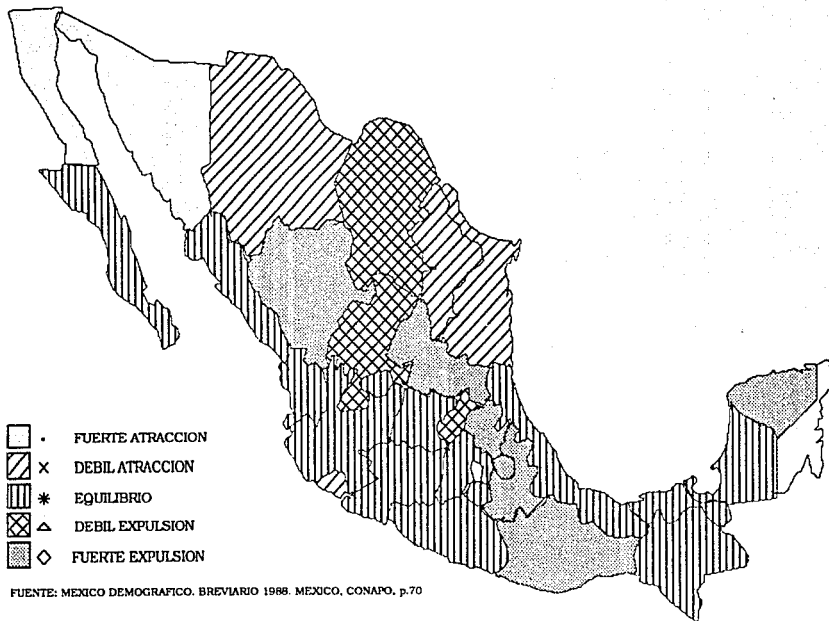 FUERTE ATRACCION
DEBIL ATRACCION
EQUILIBRIO
DEBIL EXPULSION
FUERTE EXPULSION
FUENTE: MEXICO DEMOGRAFICO. BREVIARIO 1988. MEXICO, CONAPO, p.70